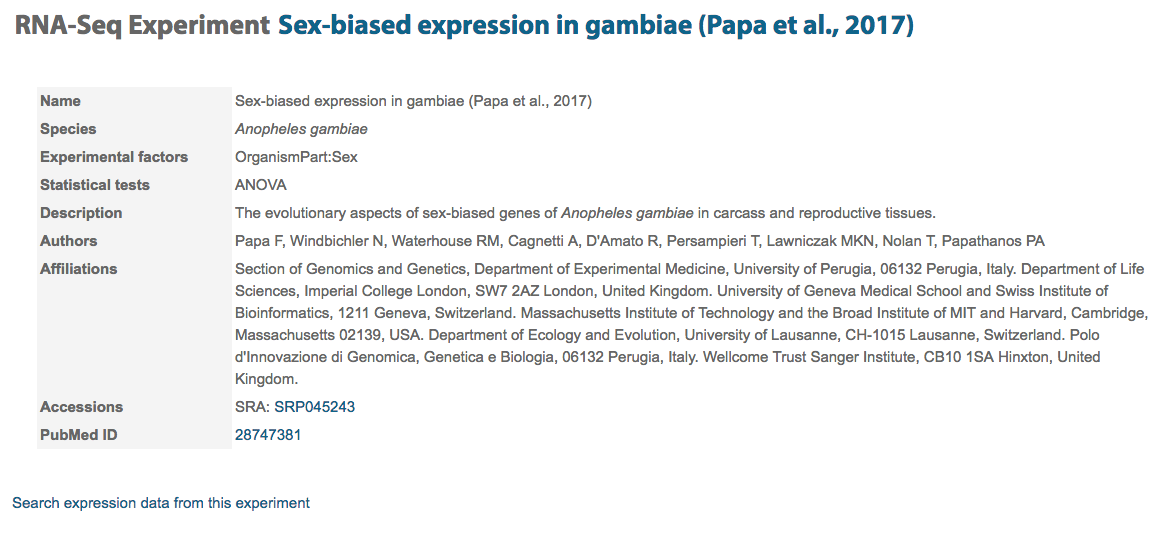 RNA-Seq Experiment Sex-biased expression in gambiae (Papa et al., 2017)
Name Sex-biased expression in gambiae (Papa et al., 2017)
Species Anopheles gambiae
Experimental factors OrganismPart:Sex
Statistical tests ANOVA
Description The evolutionary aspects of sex-biased genes of Anopheles gambiae in carcass and reproductive tissues.
Authors Papa F, Windbichler N, Waterhouse RM, Cagnetti A, D'Amato R, Persampieri T, Lawniczak MKN, Nolan T, Papathanos PA
Affiliations Section of Genomics and Genetics, Department of Experimental Medicine, University of Perugia, 06132 Perugia, Italy. Department of Life
Sciences, Imperial College London, SW7 2AZ London, United Kingdom. University of Geneva Medical School and Swiss Institute of
Bioinformatics, 1211 Geneva, Switzerland. Massachusetts Institute of Technology and the Broad Institute of MIT and Harvard, Cambridge,
Massachusetts 02139, USA. Department of Ecology and Evolution, University of Lausanne, CH-1015 Lausanne, Switzerland. Polo
d'Innovazione di Genomica, Genetica e Biologia, 06132 Perugia, Italy. Wellcome Trust Sanger Institute, CB10 1SA Hinxton, United
Kingdom.
Accessions SRA: SRP045243
PubMed ID 28747381
Search expression data from this experiment